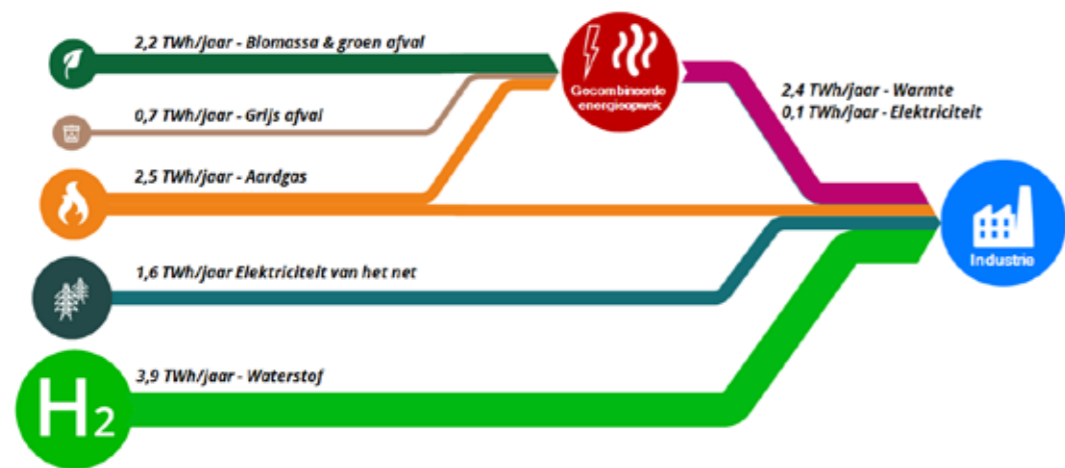 2,2 TWh/jaar - Biomassa & groen afval
Gecombineerde
energieopwek
2,4 TWh/jaar - Warmte
0,1 TWh/jaar - Elektriciteit
0,7 TWh/jaar - Grijs afval
2,5 TWh/jaar - Aardgas
Industrie
1,6 TWh/jaar Elektriciteit van het net
3,9 TWh/jaar - Waterstof
H2